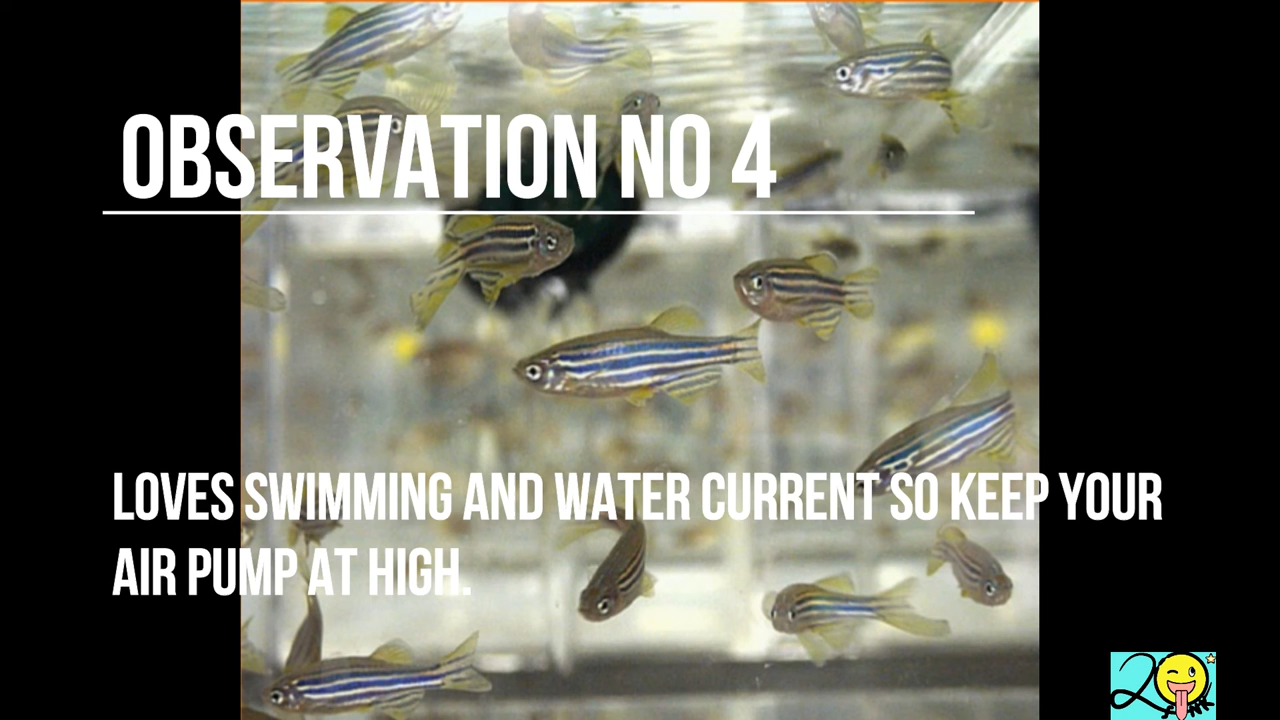 OBSERVATION NO 4
LOVES SWIMMING AND WATER CURRENT SO KEEP YOUR
AIR PUMP AT HIGH.